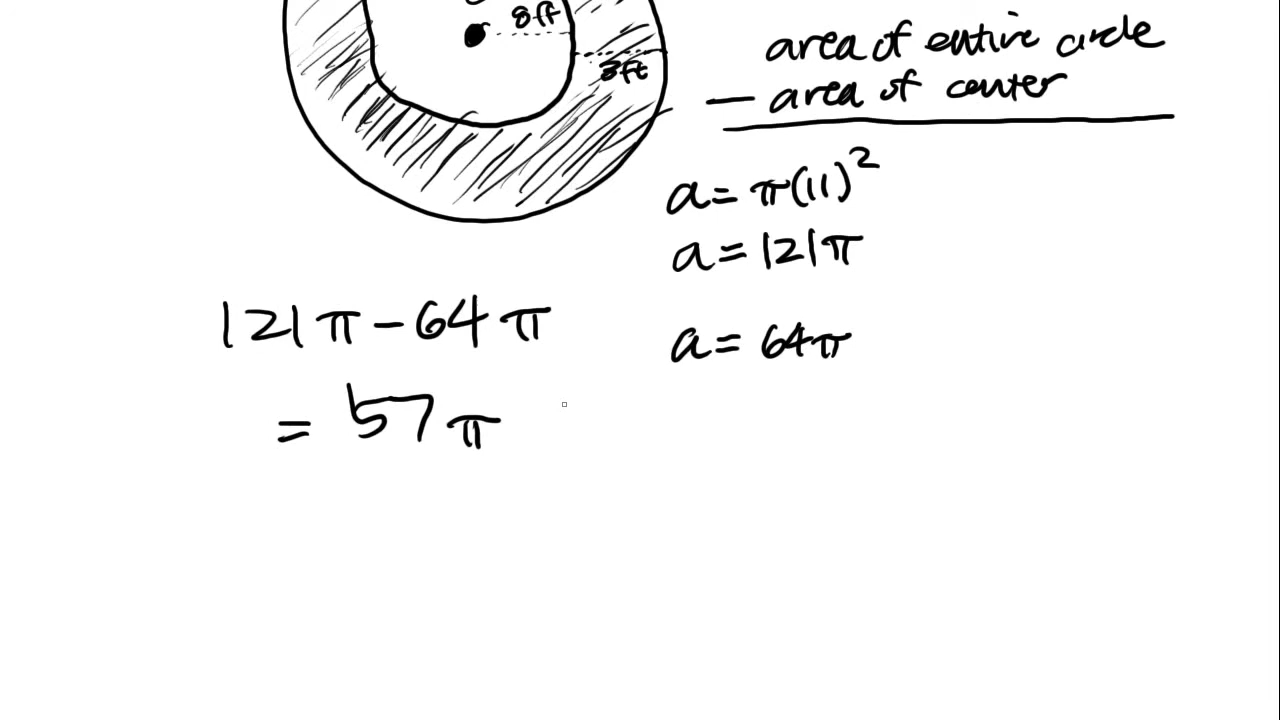 8ft
3ft
area of entire circle
— area of center
a = π(11)²
a = 121π
a = 64π
121π - 64π
= 57π